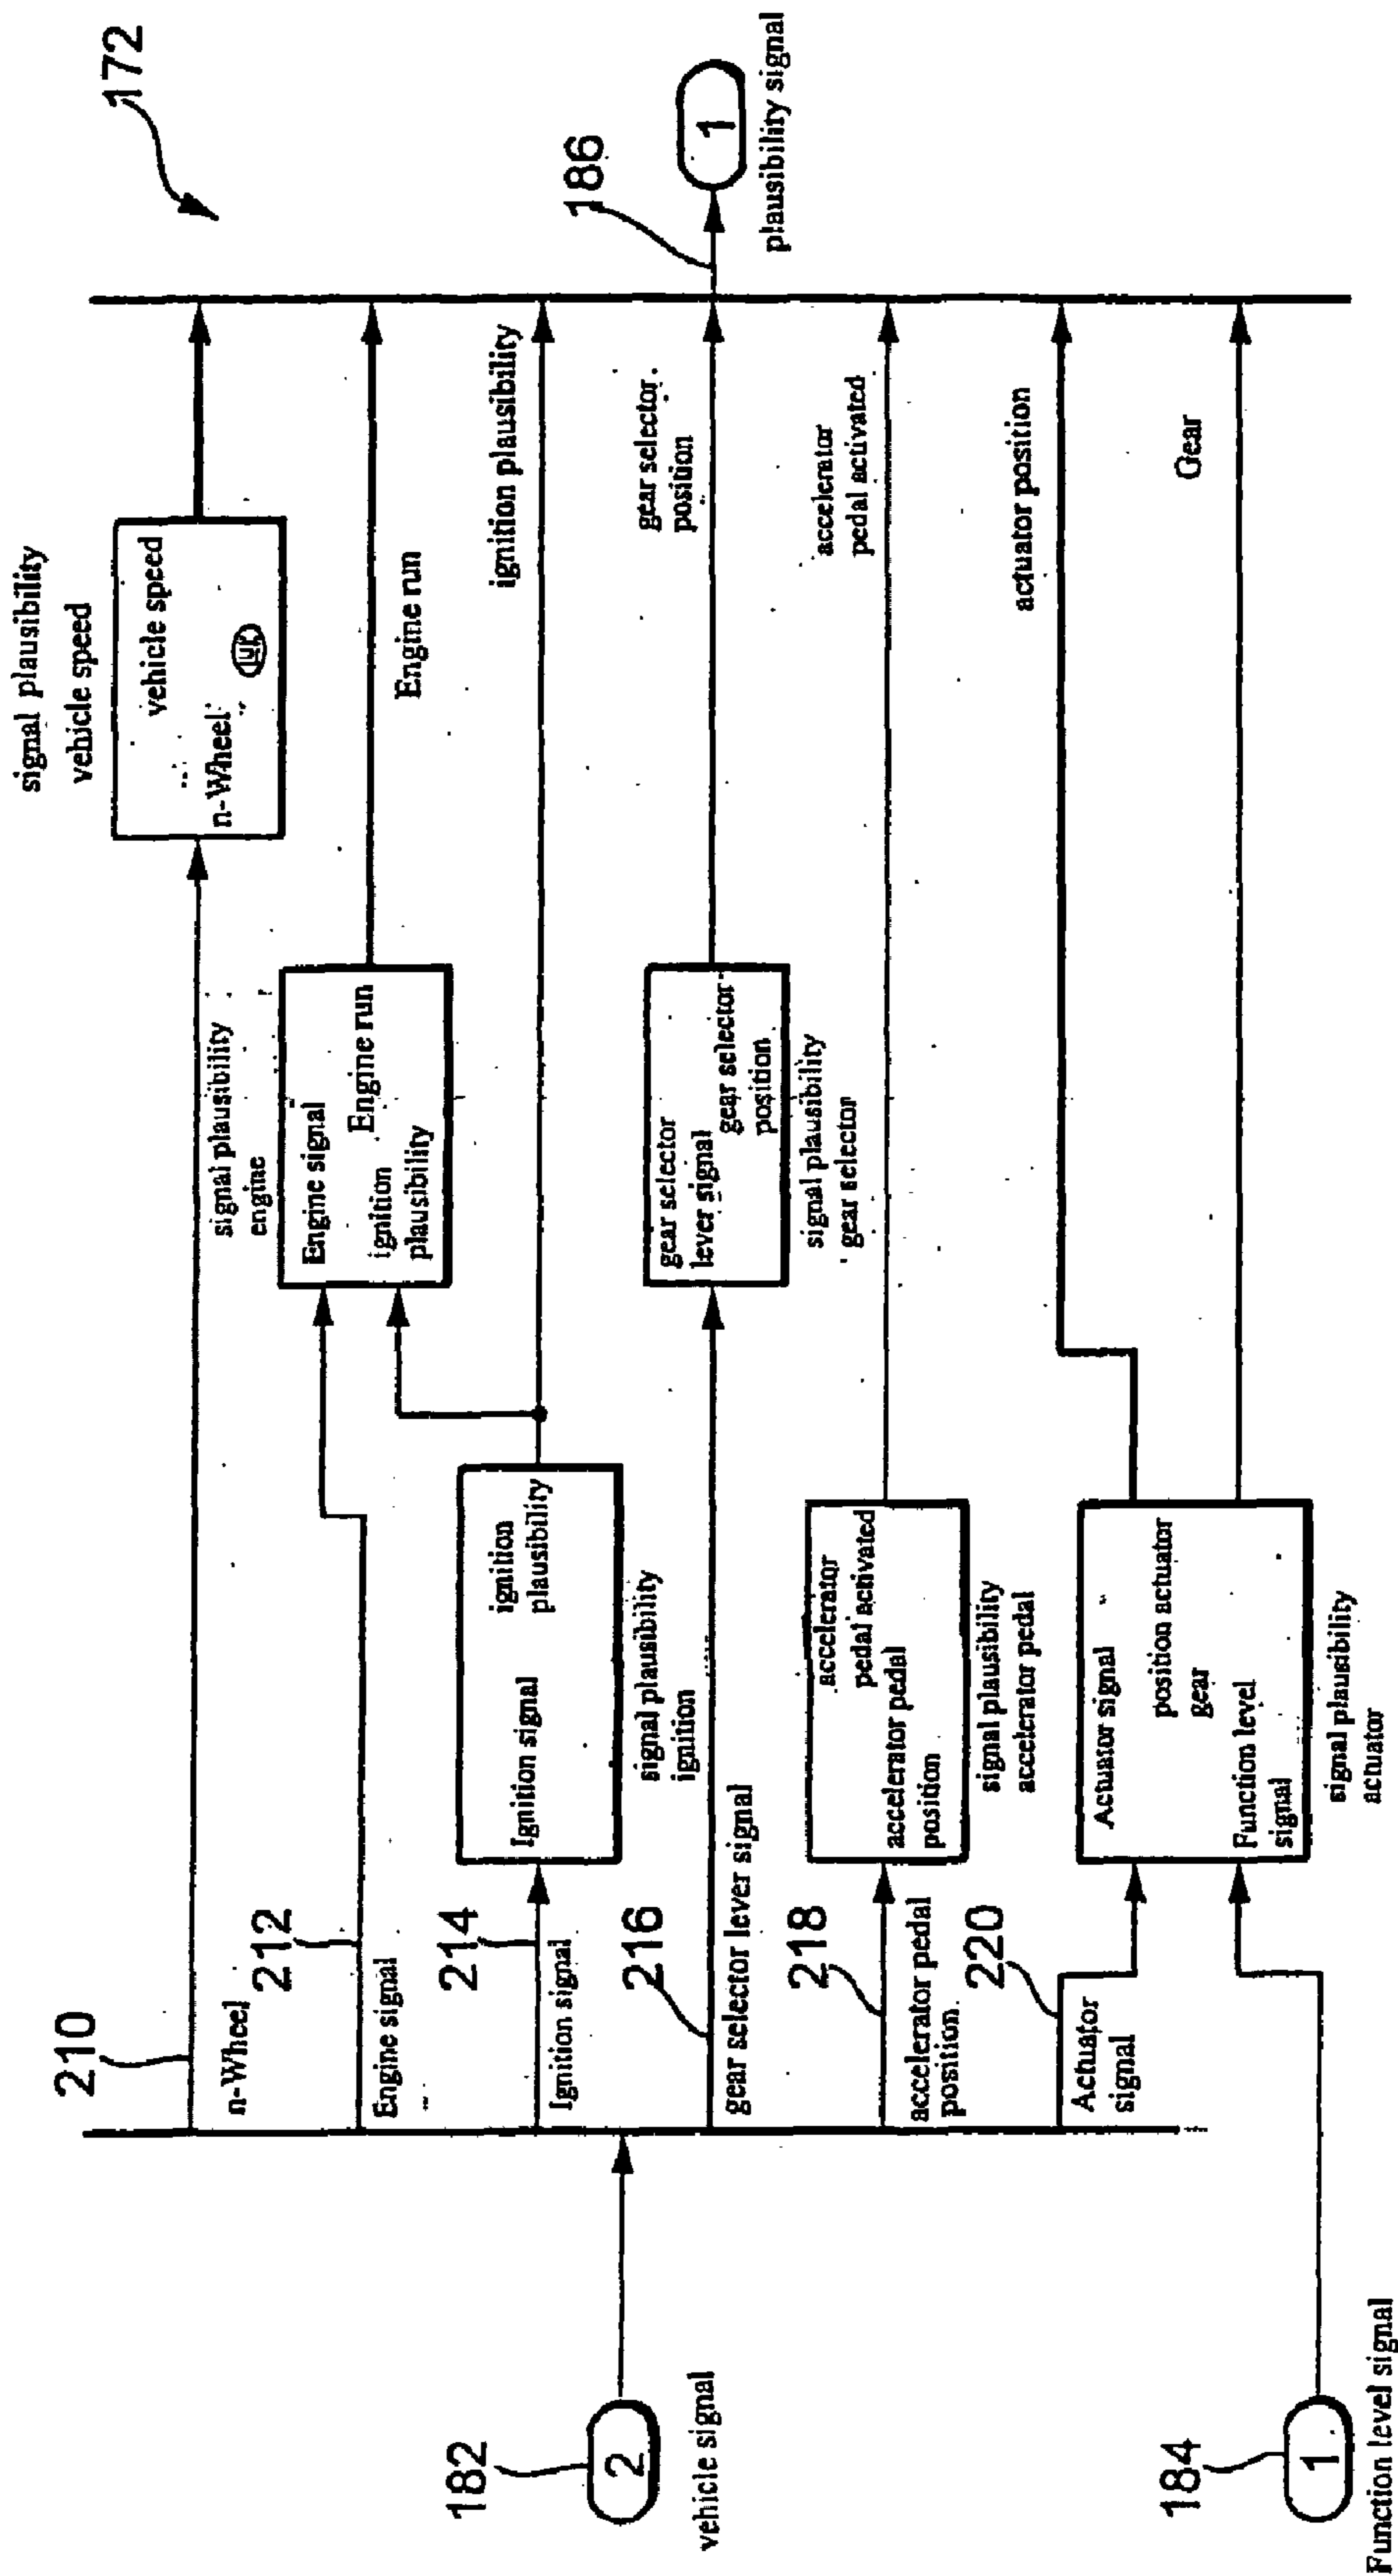 172
signal plausibility
vehicle speed
vehicle speed
n-Wheel
LuK
210
n-Wheel
signal plausibility
engine
Engine signal
Engine run
ignition
plausibility
Engine run
212
Engine signal
214
Ignition signal
Ignition signal
ignition
plausibility
signal plausibility
ignition
ignition plausibility
182
2
vehicle signal
216
gear selector lever signal
gear selector
lever signal
gear selector
position
signal plausibility
gear selector
gear selector
position
186
1
plausibility signal
218
accelerator pedal
position
accelerator
pedal activated
accelerator pedal
position
signal plausibility
accelerator pedal
accelerator
pedal activated
220
Actuator
signal
Actuator signal
position actuator
gear
Function level
signal
signal plausibility
actuator
actuator position
Gear
184
1
Function level signal